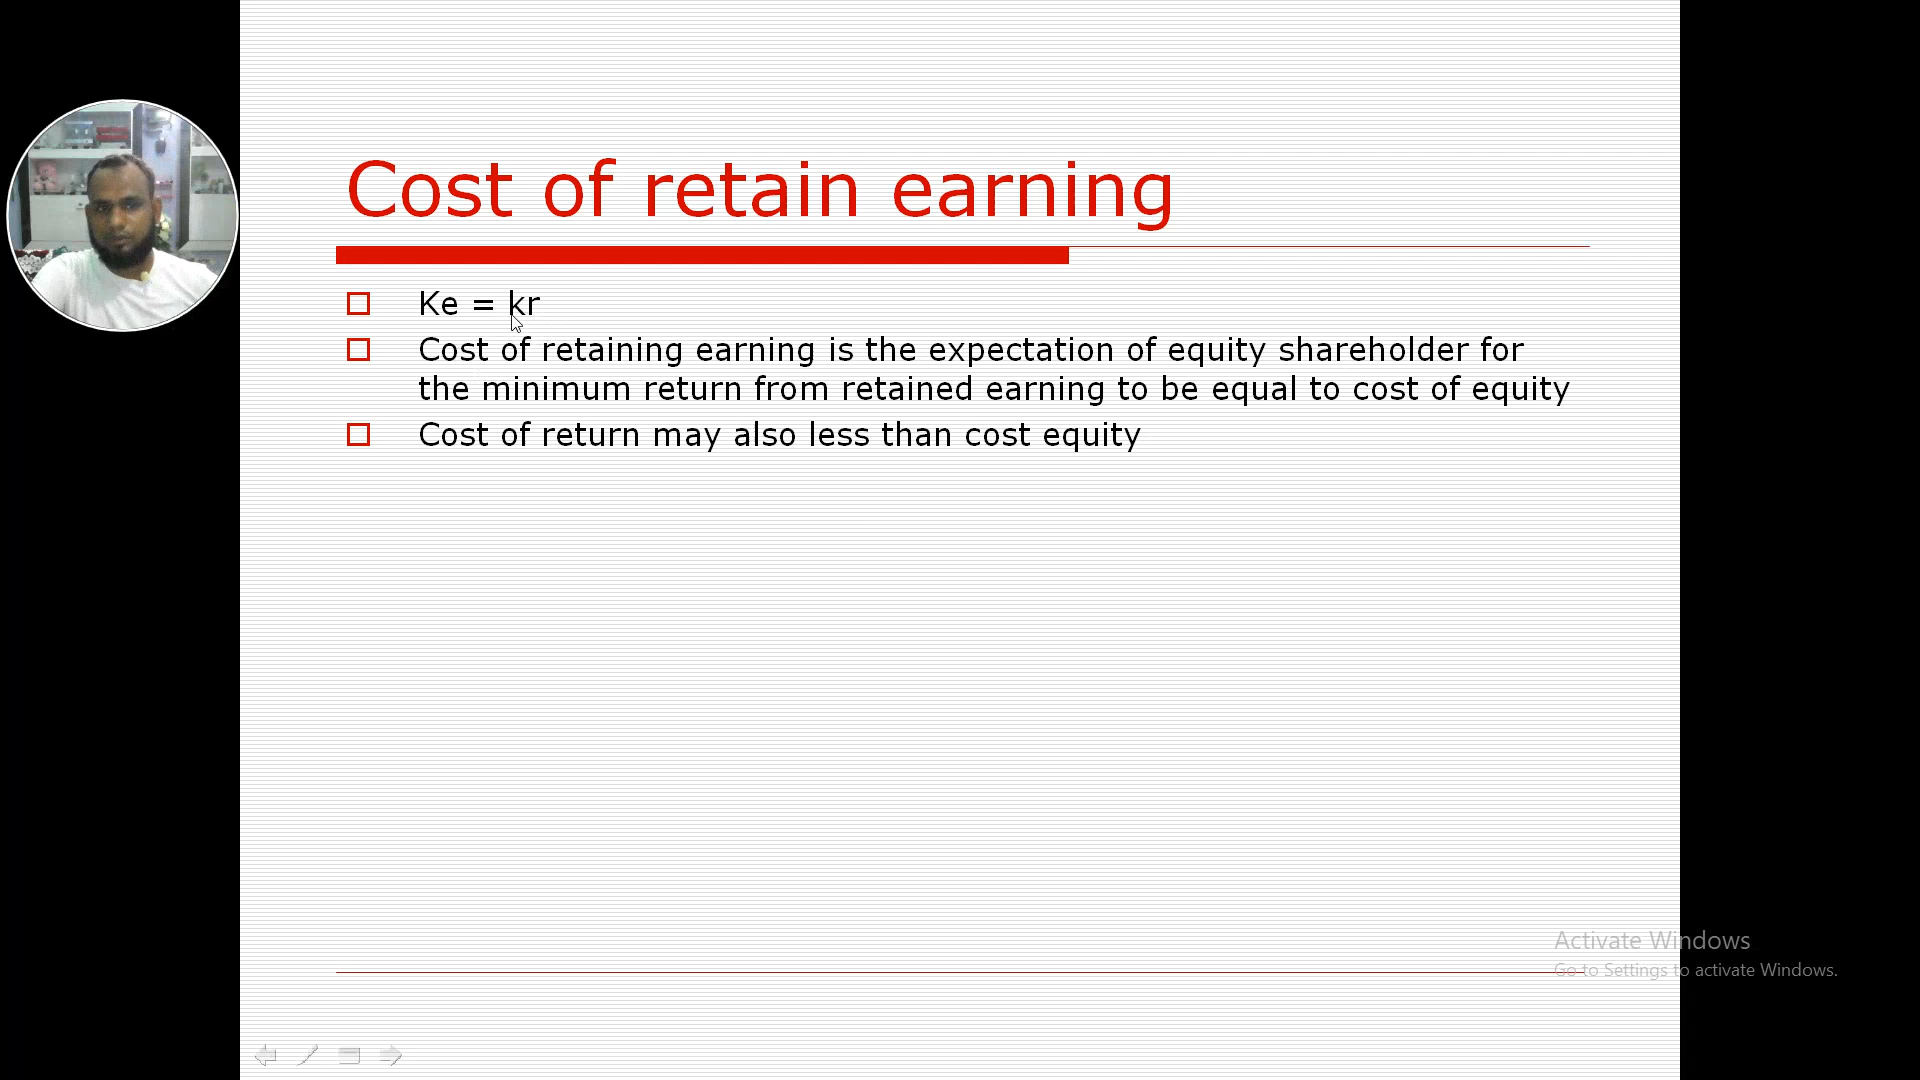 Cost of retain earning
Ke = kr
Cost of retaining earning is the expectation of equity shareholder for
the minimum return from retained earning to be equal to cost of equity
Cost of return may also less than cost equity
Activate Windows
Go to Settings to activate Windows.